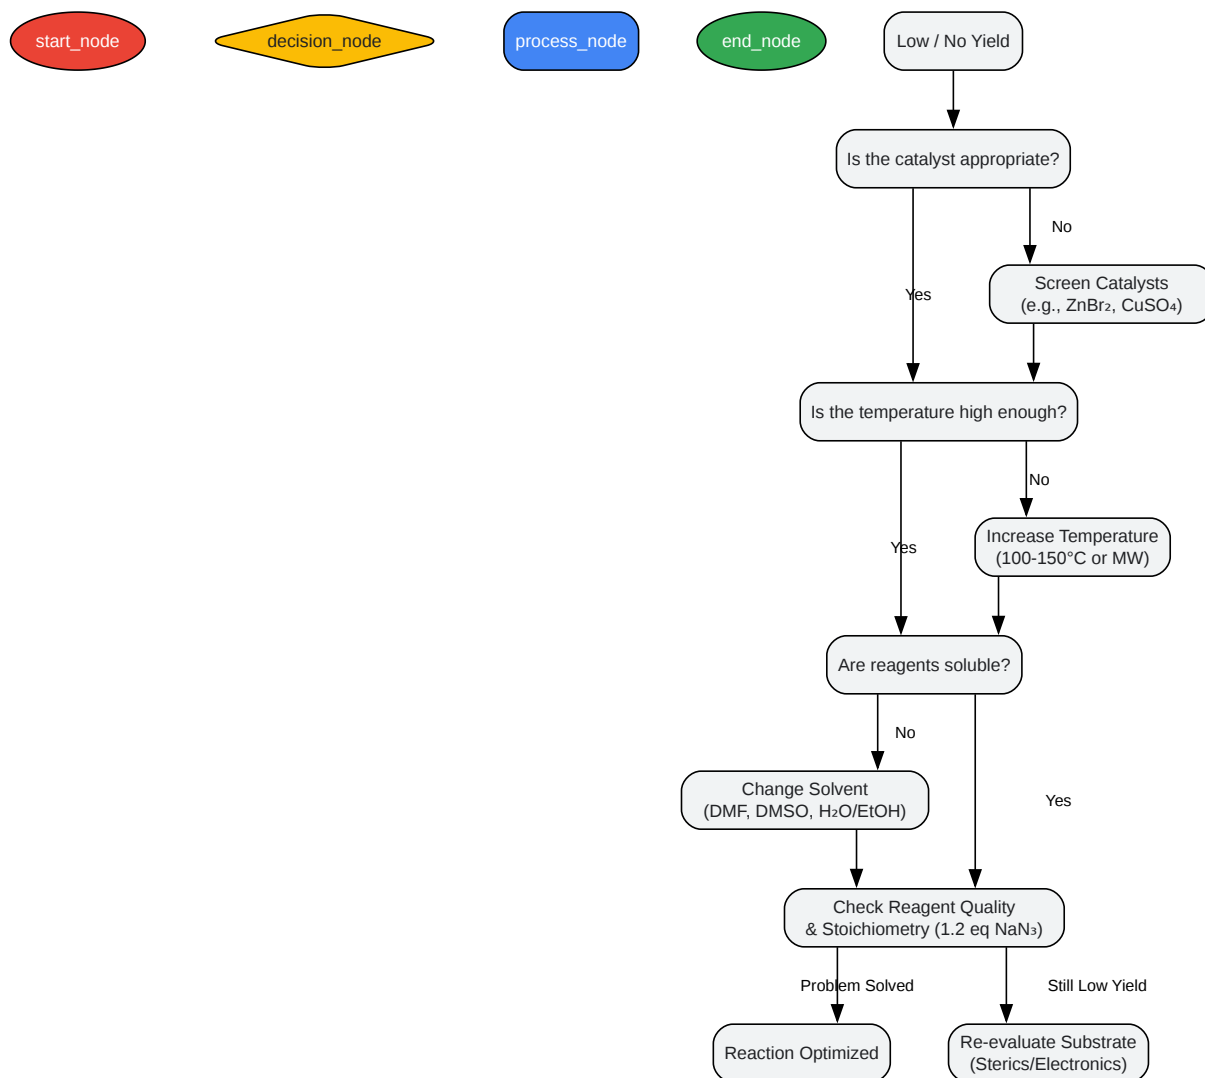 start_node
decision_node
process_node
end_node
Low / No Yield
Is the catalyst appropriate?
No
Yes
Screen Catalysts
(e.g., ZnBr₂, CuSO₄)
Is the temperature high enough?
No
Yes
Increase Temperature
(100-150°C or MW)
Are reagents soluble?
No
Change Solvent
(DMF, DMSO, H₂O/EtOH)
Yes
Check Reagent Quality
& Stoichiometry (1.2 eq NaN₃)
Problem Solved
Still Low Yield
Reaction Optimized
Re-evaluate Substrate
(Sterics/Electronics)